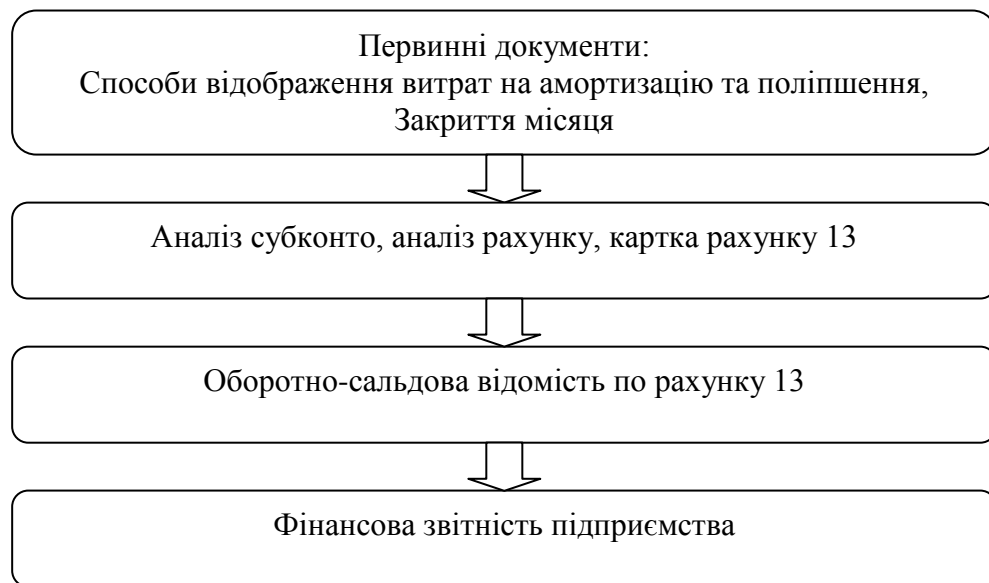 Первинні документи:
Способи відображення витрат на амортизацію та поліпшення,
Закриття місяця
Аналіз субконто, аналіз рахунку, картка рахунку 13
Оборотно-сальдова відомість по рахунку 13
Фінансова звітність підприємства